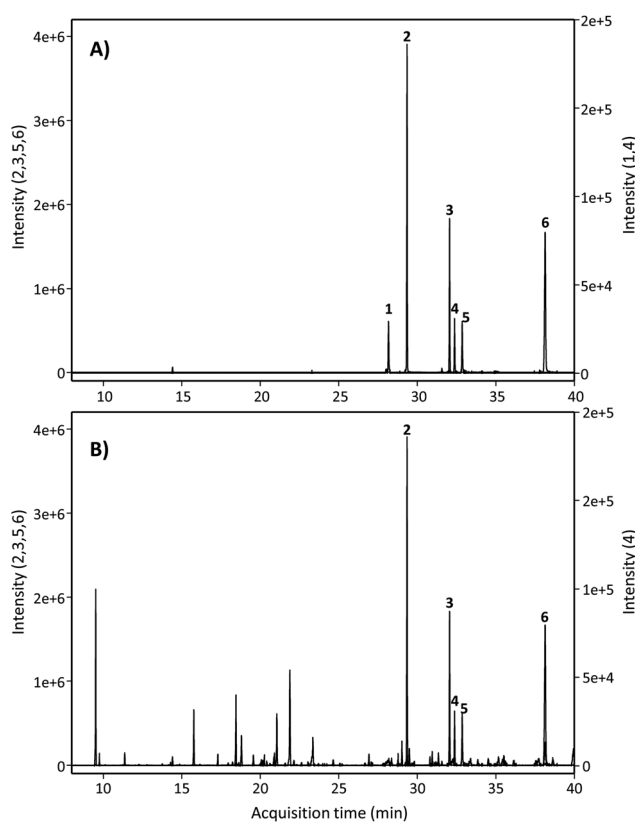 A)
Intensity (2,3,5,6)
Intensity (1,4)
4e+6
3e+6
2e+6
1e+6
0
2e+5
2e+5
1e+5
5e+4
0
1
2
3
4
5
6
10 15 20 25 30 35 40
B)
Intensity (2,3,5,6)
Intensity (4)
4e+6
3e+6
2e+6
1e+6
0
2e+5
2e+5
1e+5
5e+4
0
2
3
4
5
6
10 15 20 25 30 35 40
Acquisition time (min)